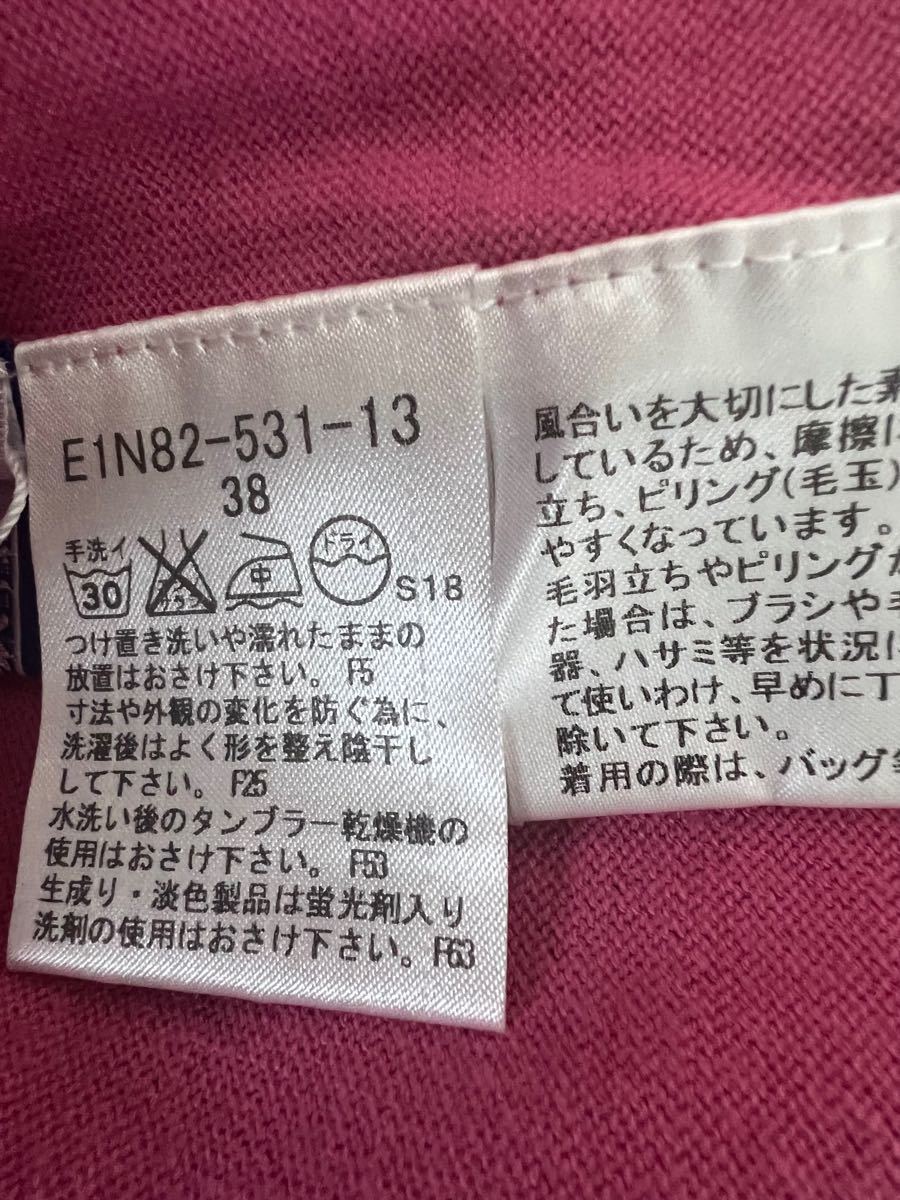 E1N82-531-13
38
手洗イ
30
エンソ
サラシ
中
ドライ
S18
つけ置き洗いや濡れたままの
放置はおさけ下さい。F5
寸法や外観の変化を防ぐ為に、
洗濯後はよく形を整え陰干し
して下さい。F25
水洗い後のタンブラー乾燥機の
使用はおさけ下さい。F53
生成り・淡色製品は蛍光剤入り
洗剤の使用はおさけ下さい。F63
風合いを大切にした素
しているため、摩擦に
立ち、ピリング(毛玉)
やすくなっています。
毛羽立ちやピリングが
た場合は、ブラシや毛
器、ハサミ等を状況に
て使いわけ、早めに丁
除いて下さい。
着用の際は、バッグ等